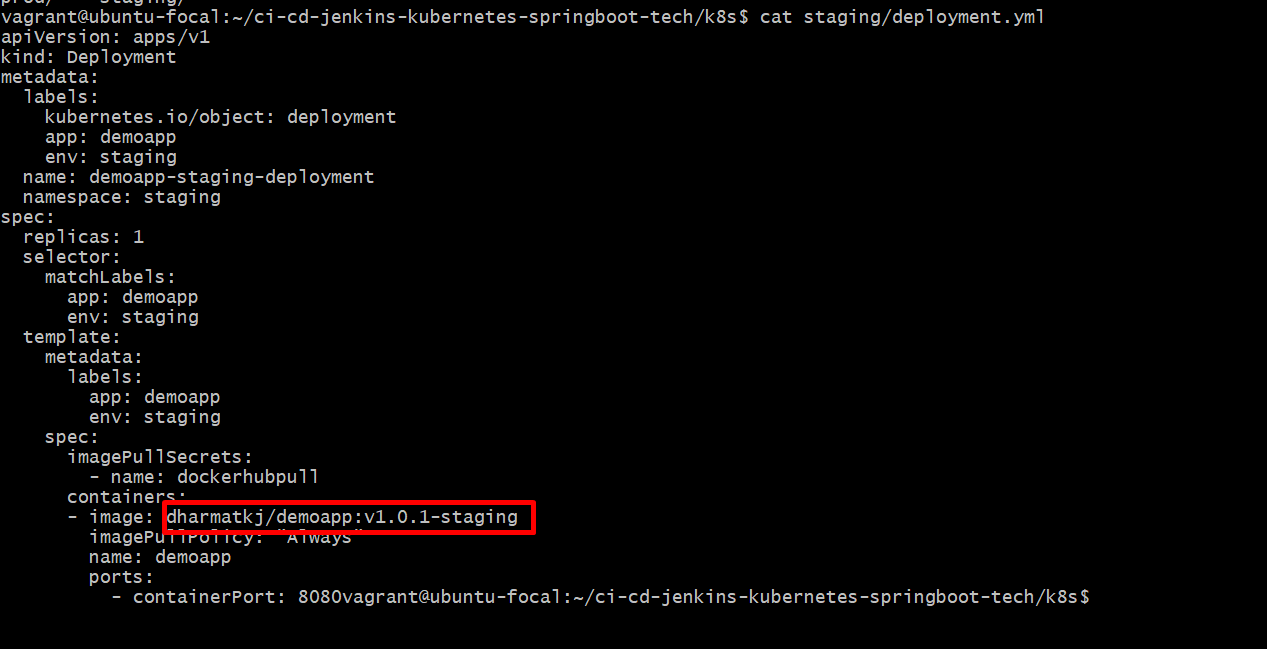 prod/ staging/
vagrant@ubuntu-focal:~/ci-cd-jenkins-kubernetes-springboot-tech/k8s$ cat staging/deployment.yml
apiVersion: apps/v1
kind: Deployment
metadata:
  labels:
    kubernetes.io/object: deployment
    app: demoapp
    env: staging
  name: demoapp-staging-deployment
  namespace: staging
spec:
  replicas: 1
  selector:
    matchLabels:
      app: demoapp
      env: staging
  template:
    metadata:
      labels:
        app: demoapp
        env: staging
    spec:
      imagePullSecrets:
        - name: dockerhubpull
      containers:
      - image: dharmatkj/demoapp:v1.0.1-staging
        imagePullPolicy: "Always"
        name: demoapp
        ports:
          - containerPort: 8080vagrant@ubuntu-focal:~/ci-cd-jenkins-kubernetes-springboot-tech/k8s$